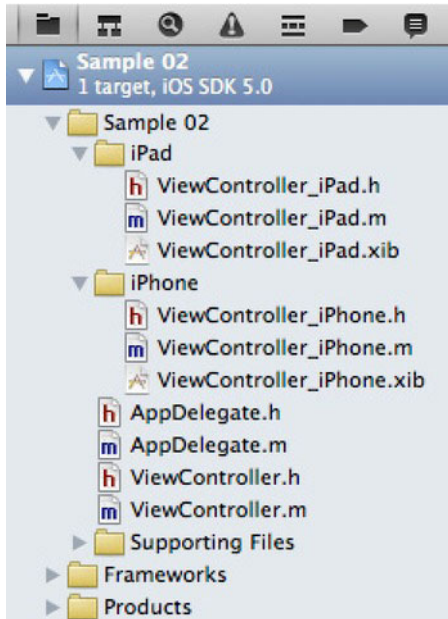 Sample 02
1 target, iOS SDK 5.0
Sample 02
iPad
h ViewController_iPad.h
m ViewController_iPad.m
ViewController_iPad.xib
iPhone
h ViewController_iPhone.h
m ViewController_iPhone.m
ViewController_iPhone.xib
h AppDelegate.h
m AppDelegate.m
h ViewController.h
m ViewController.m
Supporting Files
Frameworks
Products